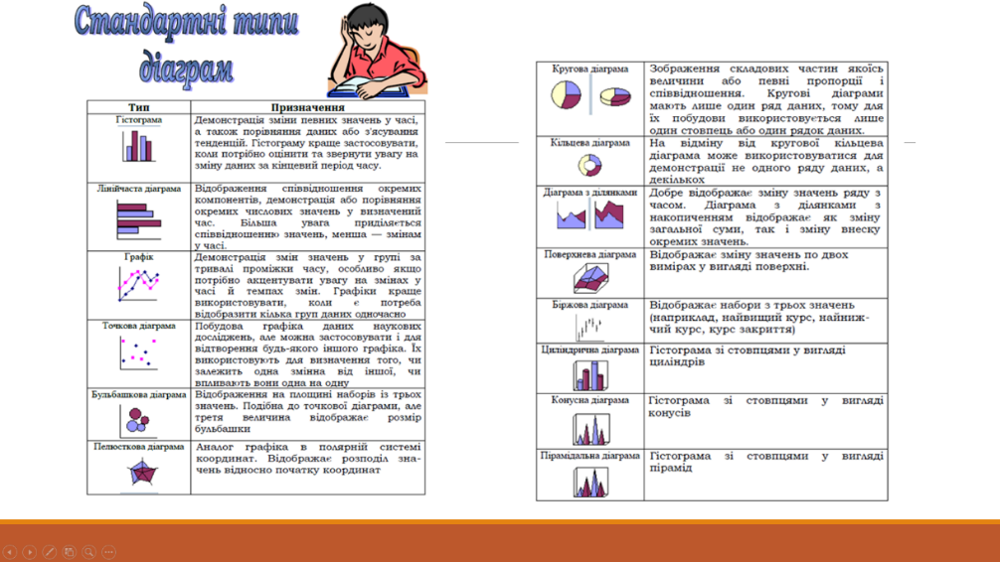 Стандартні типи
діаграм
Тип
Призначення
Гістограма
Демонстрація зміни певних значень у часі,
а також порівняння даних або з'ясування
тенденцій. Гістограму краще застосовувати,
коли потрібно оцінити та звернути увагу на
зміну даних за кінцевий період часу.
Лінійчаста діаграма
Відображення співвідношення окремих
компонентів, демонстрація або порівняння
окремих числових значень у визначений
час. Більша увага приділяється
співвідношенню значень, менша — змінам
у часі.
Графік
Демонстрація змін значень у групі за
тривалі проміжки часу, особливо якщо
потрібно акцентувати увагу на змінах у
часі й темпах змін. Графіки краще
використовувати, коли є потреба
відобразити кілька груп даних одночасно
Точкова діаграма
Побудова графіка даних наукових
досліджень, але можна застосовувати і для
відтворення будь-якого іншого графіка. Їх
використовують для визначення того, чи
залежить одна змінна від іншої, чи
впливають вони одна на одну
Бульбашкова діаграма
Відображення на площині наборів із трьох
значень. Подібна до точкової діаграми, але
третя величина відображає розмір
бульбашки
Пелюсткова діаграма
Аналог графіка в полярній системі
координат. Відображає розподіл зна-
чень відносно початку координат
Кругова діаграма
Зображення складових частин якоїсь
величини або певні пропорції і
співвідношення. Кругові діаграми
мають лише один ряд даних, тому для
їх побудови використовується лише
один стовпець або один рядок даних.
Кільцева діаграма
На відміну від кругової кільцева
діаграма може використовуватися для
демонстрації не одного ряду даних, а
декількох
Діаграма з ділянками
Добре відображає зміну значень ряду з
часом. Діаграма з ділянками з
накопиченням відображає як зміну
загальної суми, так і зміну внеску
окремих значень.
Поверхнева діаграма
Відображає зміну значень по двох
вимірах у вигляді поверхні.
Біржова діаграма
Відображає набори з трьох значень
(наприклад, найвищий курс, найниж-
чий курс, курс закриття)
Циліндрична діаграма
Гістограма зі стовпцями у вигляді
циліндрів
Конусна діаграма
Гістограма зі стовпцями у вигляді
конусів
Пірамідальна діаграма
Гістограма зі стовпцями у вигляді
пірамід